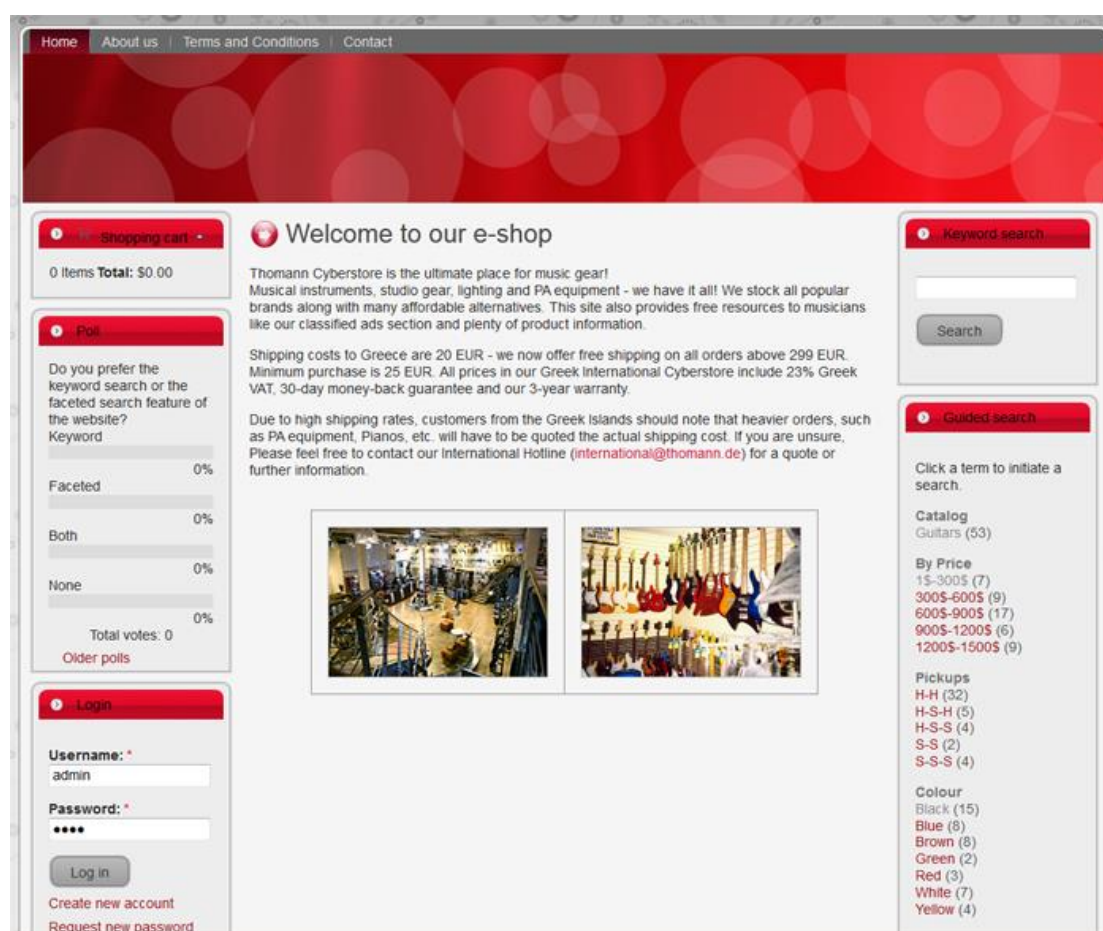 Home | About us | Terms and Conditions | Contact
Shopping cart
0 Items Total: $0.00
Poll
Do you prefer the
keyword search or the
faceted search feature of
the website?
Keyword
0%
Faceted
0%
Both
0%
None
0%
Total votes: 0
Older polls
Login
Username: *
admin
Password: *
••••
Log in
Create new account
Request new password
Welcome to our e-shop
Thomann Cyberstore is the ultimate place for music gear!
Musical instruments, studio gear, lighting and PA equipment - we have it all! We stock all popular
brands along with many affordable alternatives. This site also provides free resources to musicians
like our classified ads section and plenty of product information.
Shipping costs to Greece are 20 EUR - we now offer free shipping on all orders above 299 EUR.
Minimum purchase is 25 EUR. All prices in our Greek International Cyberstore include 23% Greek
VAT, 30-day money-back guarantee and our 3-year warranty.
Due to high shipping rates, customers from the Greek Islands should note that heavier orders, such
as PA equipment, Pianos, etc. will have to be quoted the actual shipping cost. If you are unsure,
Please feel free to contact our International Hotline (international@thomann.de) for a quote or
further information.
Keyword search
Search
Guided search
Click a term to initiate a
search.
Catalog
Guitars (53)
By Price
1$-300$ (7)
300$-600$ (9)
600$-900$ (17)
900$-1200$ (6)
1200$-1500$ (9)
Pickups
H-H (32)
H-S-H (5)
H-S-S (4)
S-S (2)
S-S-S (4)
Colour
Black (15)
Blue (8)
Brown (8)
Green (2)
Red (3)
White (7)
Yellow (4)